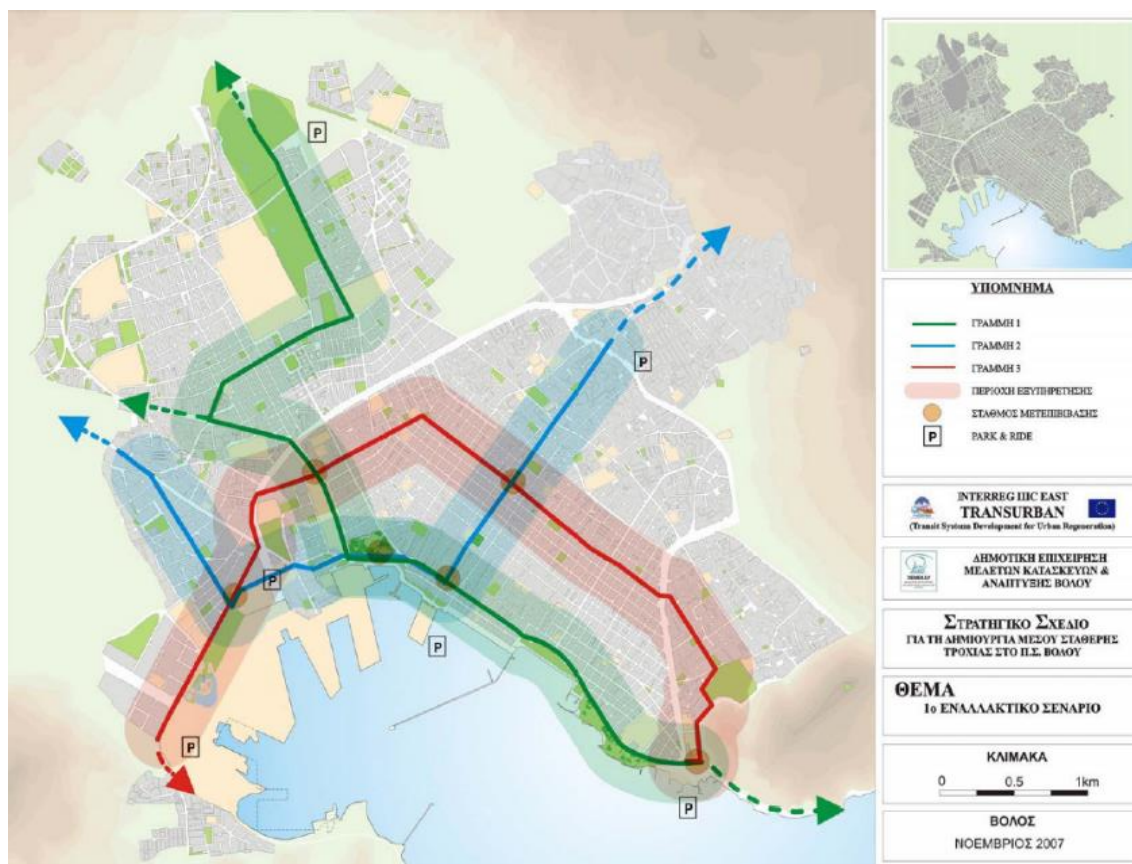 P
P
P
P
P
P
ΥΠΟΜΝΗΜΑ
ΓΡΑΜΜΗ 1
ΓΡΑΜΜΗ 2
ΓΡΑΜΜΗ 3
ΠΕΡΙΟΧΗ ΕΞΥΠΗΡΕΤΗΣΗΣ
ΣΤΑΘΜΟΣ ΜΕΤΕΠΙΒΙΒΑΣΗΣ
P PARK & RIDE
INTERREG IIIC EAST
TRANSURBAN
(Transit Systems Development for Urban Regeneration)
ΔΗΜΟΤΙΚΗ ΕΠΙΧΕΙΡΗΣΗ
ΜΕΛΕΤΩΝ ΚΑΤΑΣΚΕΥΩΝ &
ΑΝΑΠΤΥΞΗΣ ΒΟΛΟΥ
ΣΤΡΑΤΗΓΙΚΟ ΣΧΕΔΙΟ
ΓΙΑ ΤΗ ΔΗΜΙΟΥΡΓΙΑ ΜΕΣΟΥ ΣΤΑΘΕΡΗΣ
ΤΡΟΧΙΑΣ ΣΤΟ Π.Σ. ΒΟΛΟΥ
ΘΕΜΑ
1ο ΕΝΑΛΛΑΚΤΙΚΟ ΣΕΝΑΡΙΟ
ΚΛΙΜΑΚΑ
0 0.5 1km
ΒΟΛΟΣ
ΝΟΕΜΒΡΙΟΣ 2007